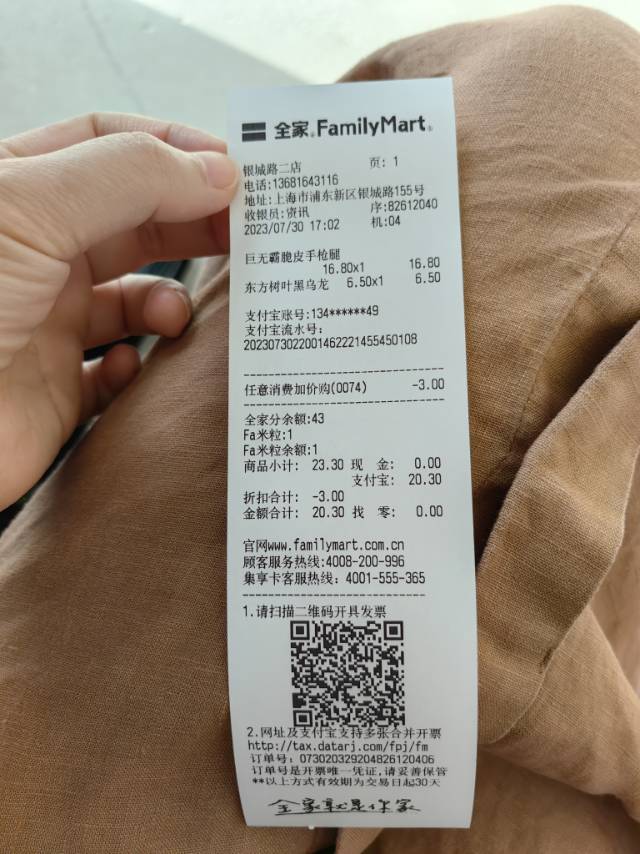 全家 FamilyMart
银城路二店 页: 1
电话:13681643116
地址:上海市浦东新区银城路155号
收银员:资讯 序:82612040
2023/07/30 17:02 机:04
巨无霸脆皮手枪腿
16.80x1 16.80
东方树叶黑乌龙 6.50x1 6.50
支付宝账号:134******49
支付宝流水号:
2023073022001462221455450108
任意消费加价购(0074) -3.00
全家分余额:43
Fa米粒:1
Fa米粒余额:1
商品小计: 23.30 现 金: 0.00
支付宝: 20.30
折扣合计: -3.00
金额合计: 20.30 找 零: 0.00
官网www.familymart.com.cn
顾客服务热线:4008-200-996
集享卡客服热线: 4001-555-365
1.请扫描二维码开具发票
2.网址及支付宝支持多张合并开票
http://tax.datarj.com/fpj/fm
订单号: 073020329204826120406
订单号是开票唯一凭证,请妥善保管
**以上方式有效期为交易日起30天
全家就是你家